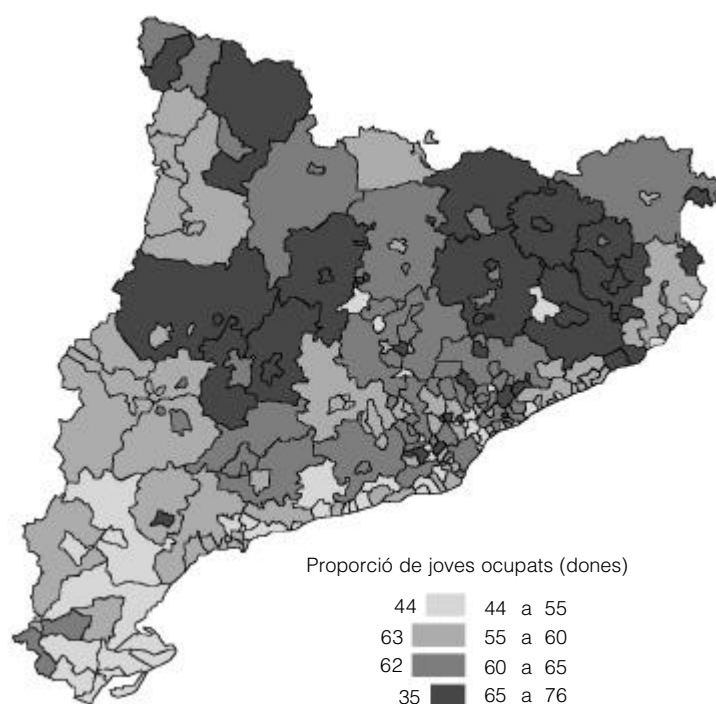 Proporció de joves ocupats (dones)
44 44 a 55
63 55 a 60
62 60 a 65
35 65 a 76